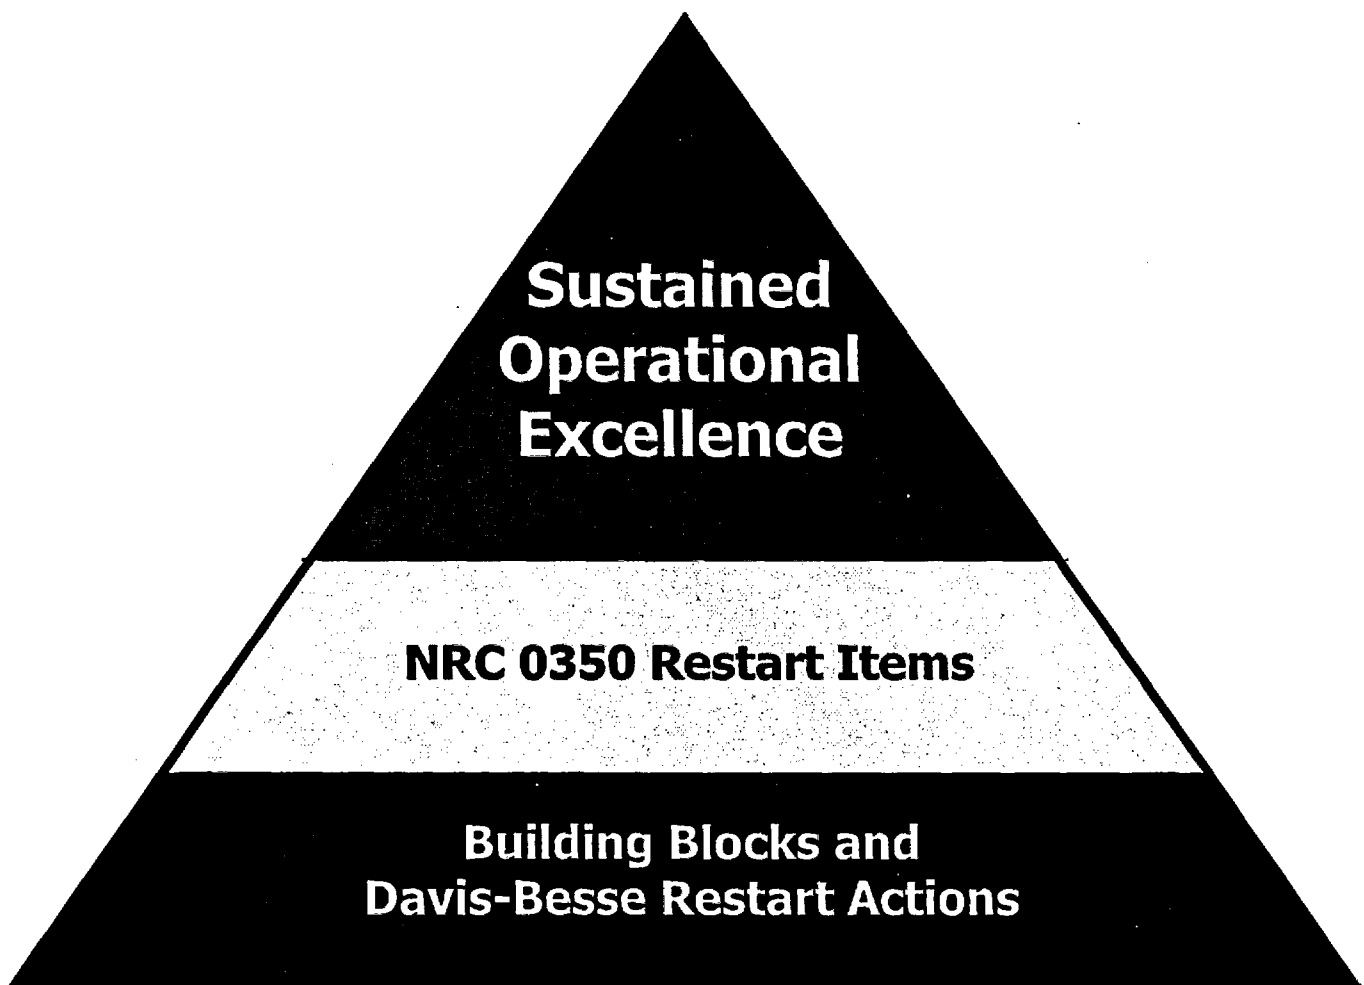 Sustained
Operational
Excellence
NRC 0350 Restart Items
Building Blocks and
Davis-Besse Restart Actions